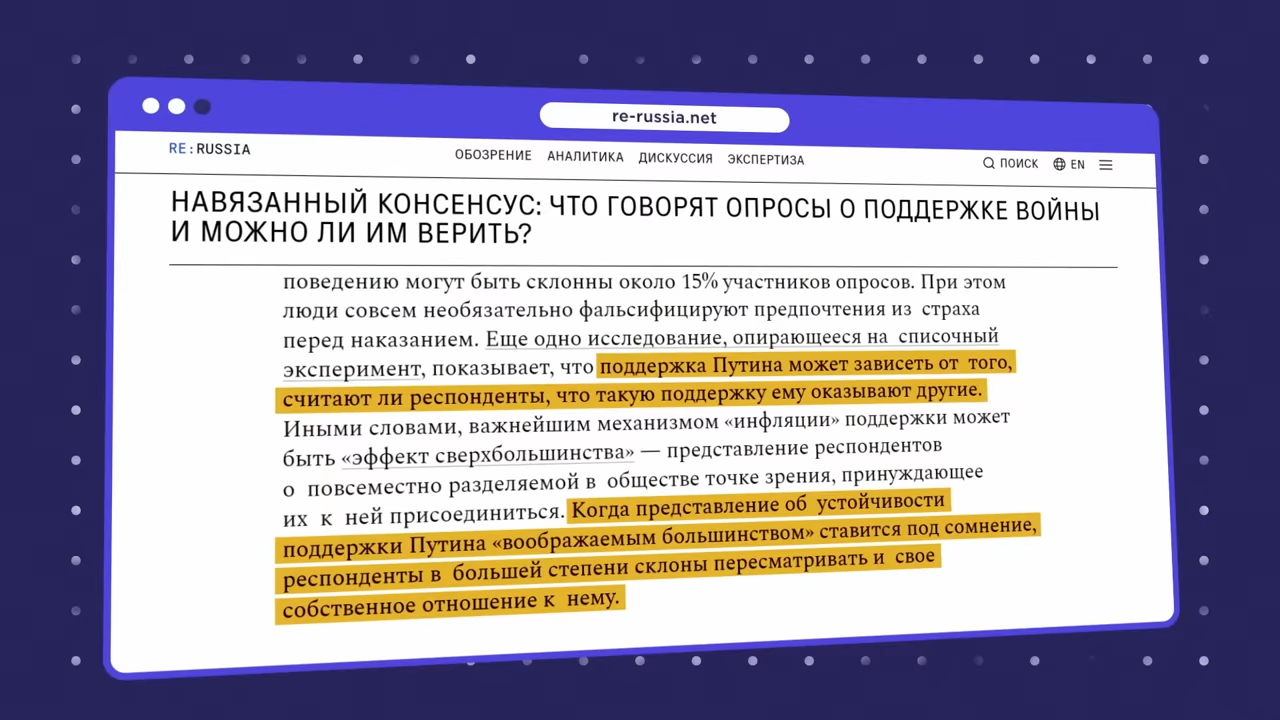 re-russia.net
RE:RUSSIA
ОБОЗРЕНИЕ АНАЛИТИКА ДИСКУССИЯ ЭКСПЕРТИЗА
ПОИСК EN
НАВЯЗАННЫЙ КОНСЕНСУС: ЧТО ГОВОРЯТ ОПРОСЫ О ПОДДЕРЖКЕ ВОЙНЫ
И МОЖНО ЛИ ИМ ВЕРИТЬ?
поведению могут быть склонны около 15% участников опросов. При этом
люди совсем необязательно фальсифицируют предпочтения из страха
перед наказанием. Еще одно исследование, опирающееся на списочный
эксперимент, показывает, что поддержка Путина может зависеть от того,
считают ли респонденты, что такую поддержку ему оказывают другие.
Иными словами, важнейшим механизмом «инфляции» поддержки может
быть «эффект сверхбольшинства» — представление респондентов
о повсеместно разделяемой в обществе точке зрения, принуждающее
их к ней присоединиться. Когда представление об устойчивости
поддержки Путина «воображаемым большинством» ставится под сомнение,
респонденты в большей степени склоны пересматривать и свое
собственное отношение к нему.